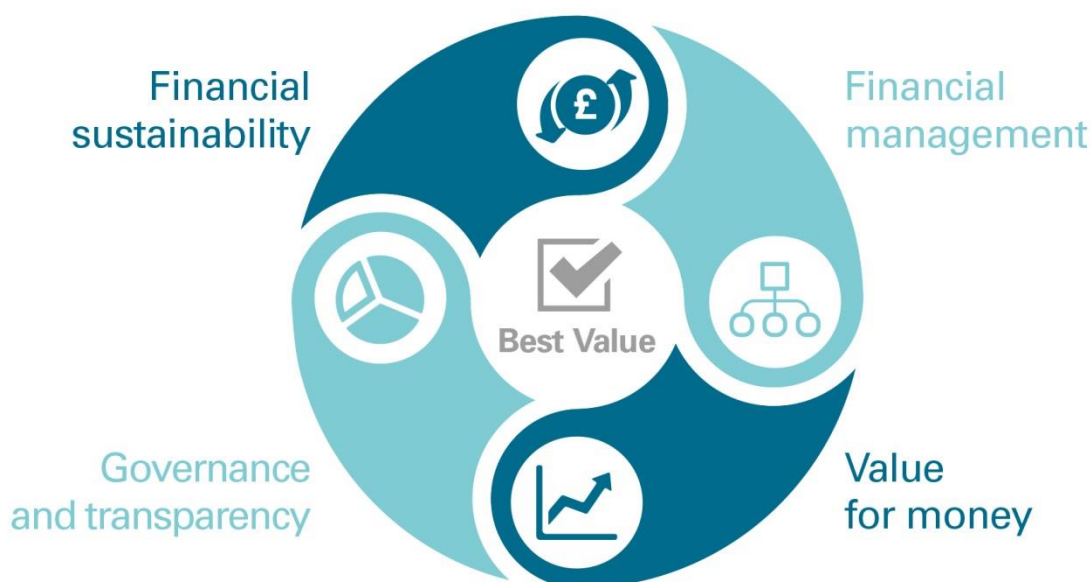 Financial
sustainability
£
Financial
management
Best Value
Governance
and transparency
Value
for money